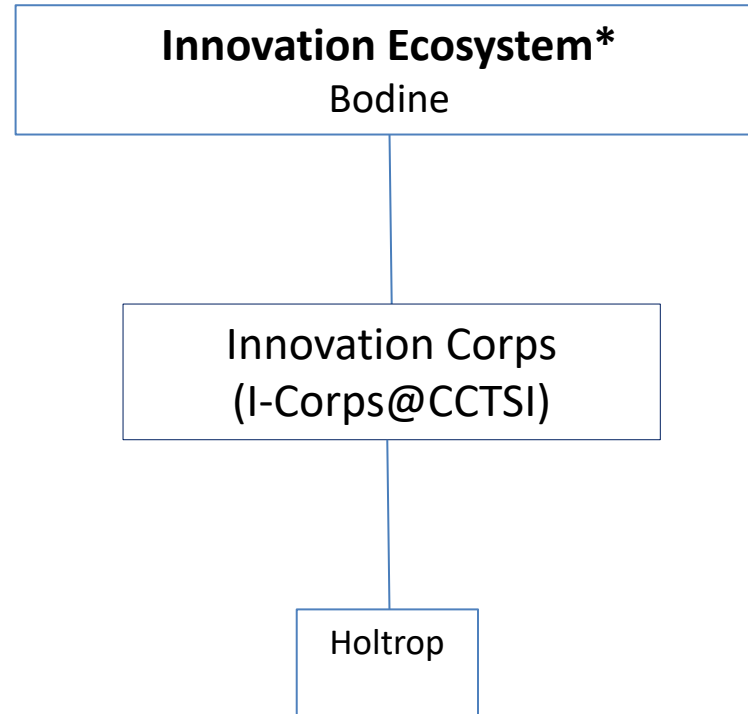 Innovation Ecosystem*
Bodine
Innovation Corps
(I-Corps@CCTSI)
Holtrop